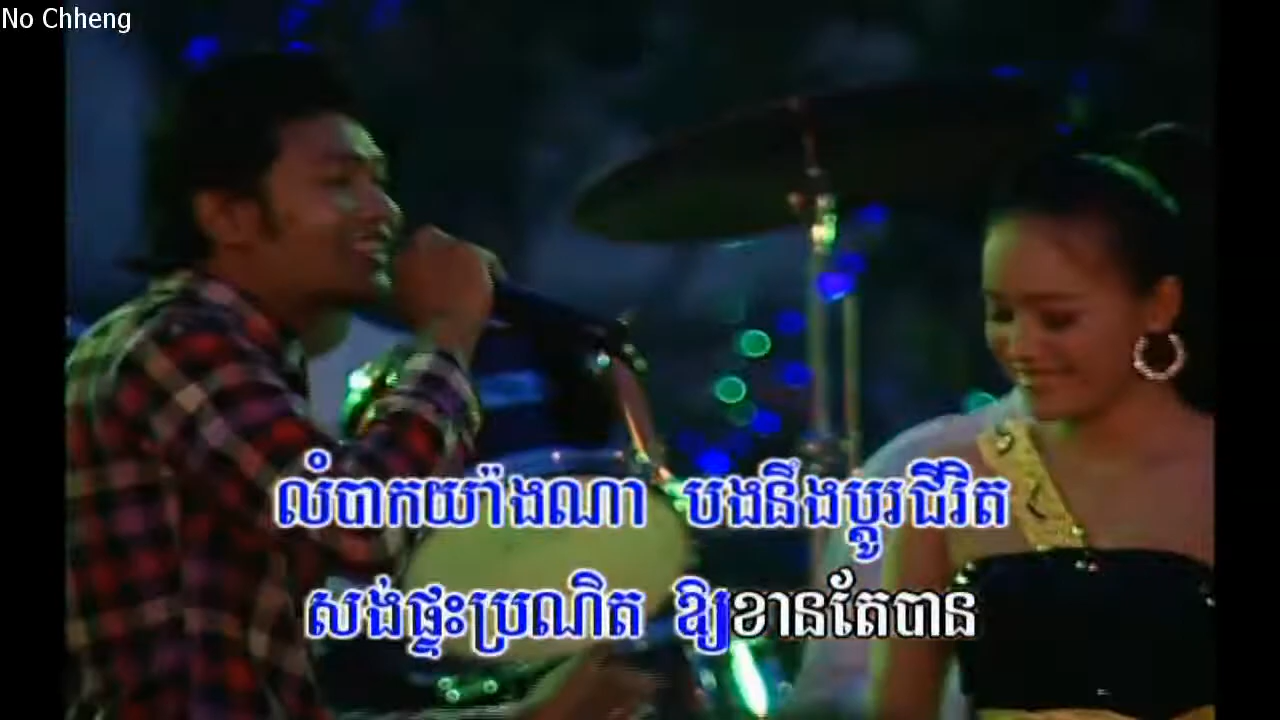 No Chheng
លំបាកយ៉ាងណា បងនឹងប្ដូរជីវិត
សង់ផ្ទះប្រណិត ឱ្យខានតែបាន